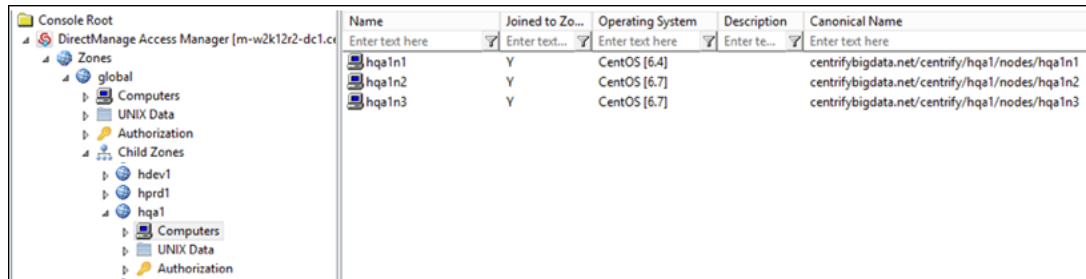 Console Root
DirectManage Access Manager [m-w2k12r2-dc1.ce
Zones
global
Computers
UNIX Data
Authorization
Child Zones
hdev1
hprd1
hqa1
Computers
UNIX Data
Authorization
Name Joined to Zo... Operating System Description Canonical Name
Enter text here Enter text... Enter text here Enter te... Enter text here
hqa1n1 Y CentOS [6.4] centrifybigdata.net/centrify/hqa1/nodes/hqa1n1
hqa1n2 Y CentOS [6.7] centrifybigdata.net/centrify/hqa1/nodes/hqa1n2
hqa1n3 Y CentOS [6.7] centrifybigdata.net/centrify/hqa1/nodes/hqa1n3